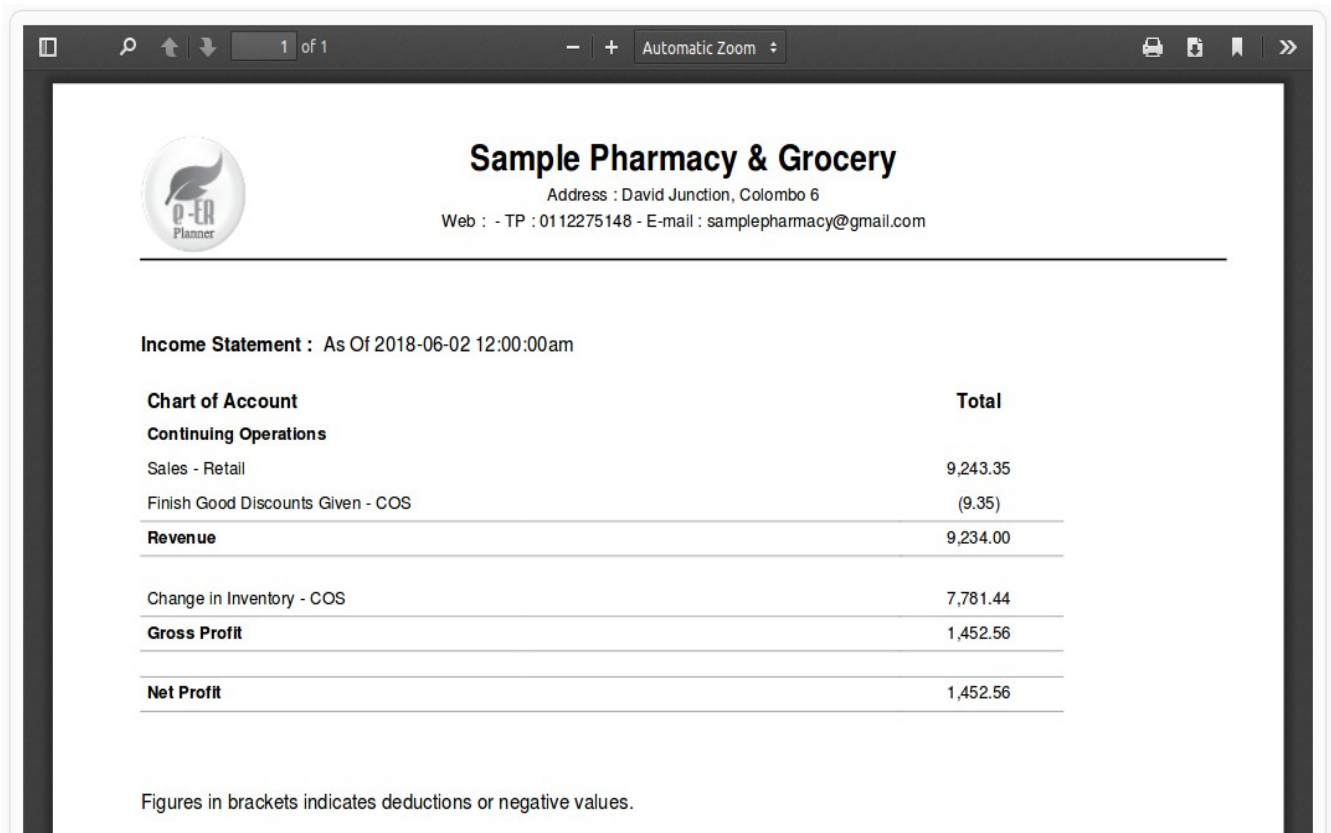 1 of 1
Automatic Zoom
e-ER
Planner
Sample Pharmacy & Grocery
Address : David Junction, Colombo 6
Web : - TP : 0112275148 - E-mail : samplepharmacy@gmail.com
Income Statement : As Of 2018-06-02 12:00:00am
Chart of Account Total
Continuing Operations
Sales - Retail 9,243.35
Finish Good Discounts Given - COS (9.35)
Revenue 9,234.00
Change in Inventory - COS 7,781.44
Gross Profit 1,452.56
Net Profit 1,452.56
Figures in brackets indicates deductions or negative values.